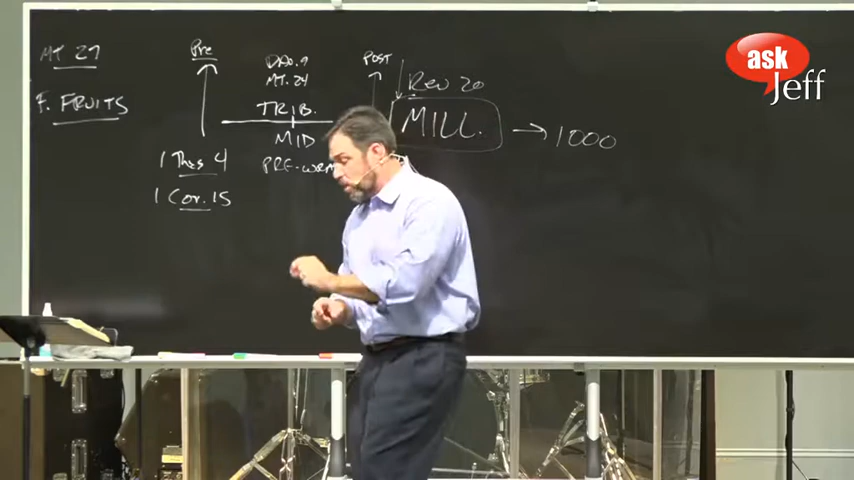 MT 27
F. FRUITS
Pre
1 Thes 4
1 Cor. 15
DAN. 9
MT. 24
TRIB.
MID
POST
Rev 20
MILL.
1000
ask
Jeff